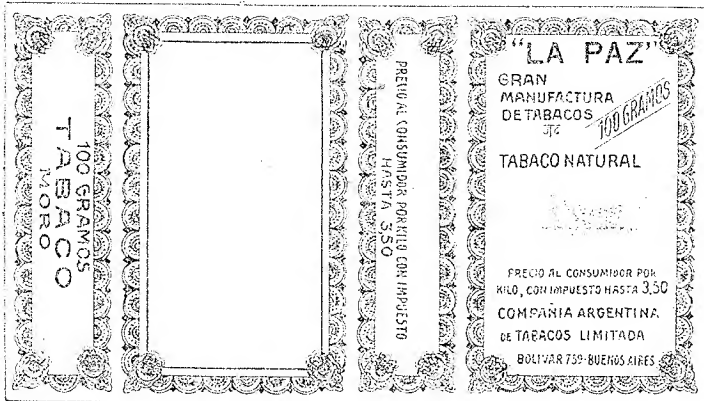 100 GRAMOS
TABACO
MORO
PRECIO AL CONSUMIDOR POR KILO CON IMPUESTO
HASTA 3,50
"LA PAZ"
GRAN
MANUFACTURA
DE TABACOS
100 GRAMOS
TABACO NATURAL
PRECIO AL CONSUMIDOR POR
KILO, CON IMPUESTO HASTA 3,50
COMPAÑIA ARGENTINA
DE TABACOS LIMITADA
BOLIVAR 759-BUENOS AIRES